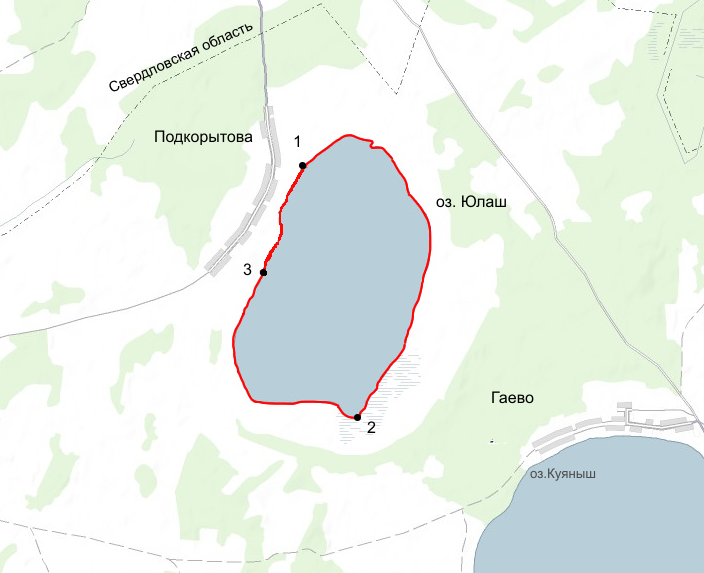 Свердловская область
Подкорытова
1
оз. Юлаш
3
Гаево
2
оз.Куяныш